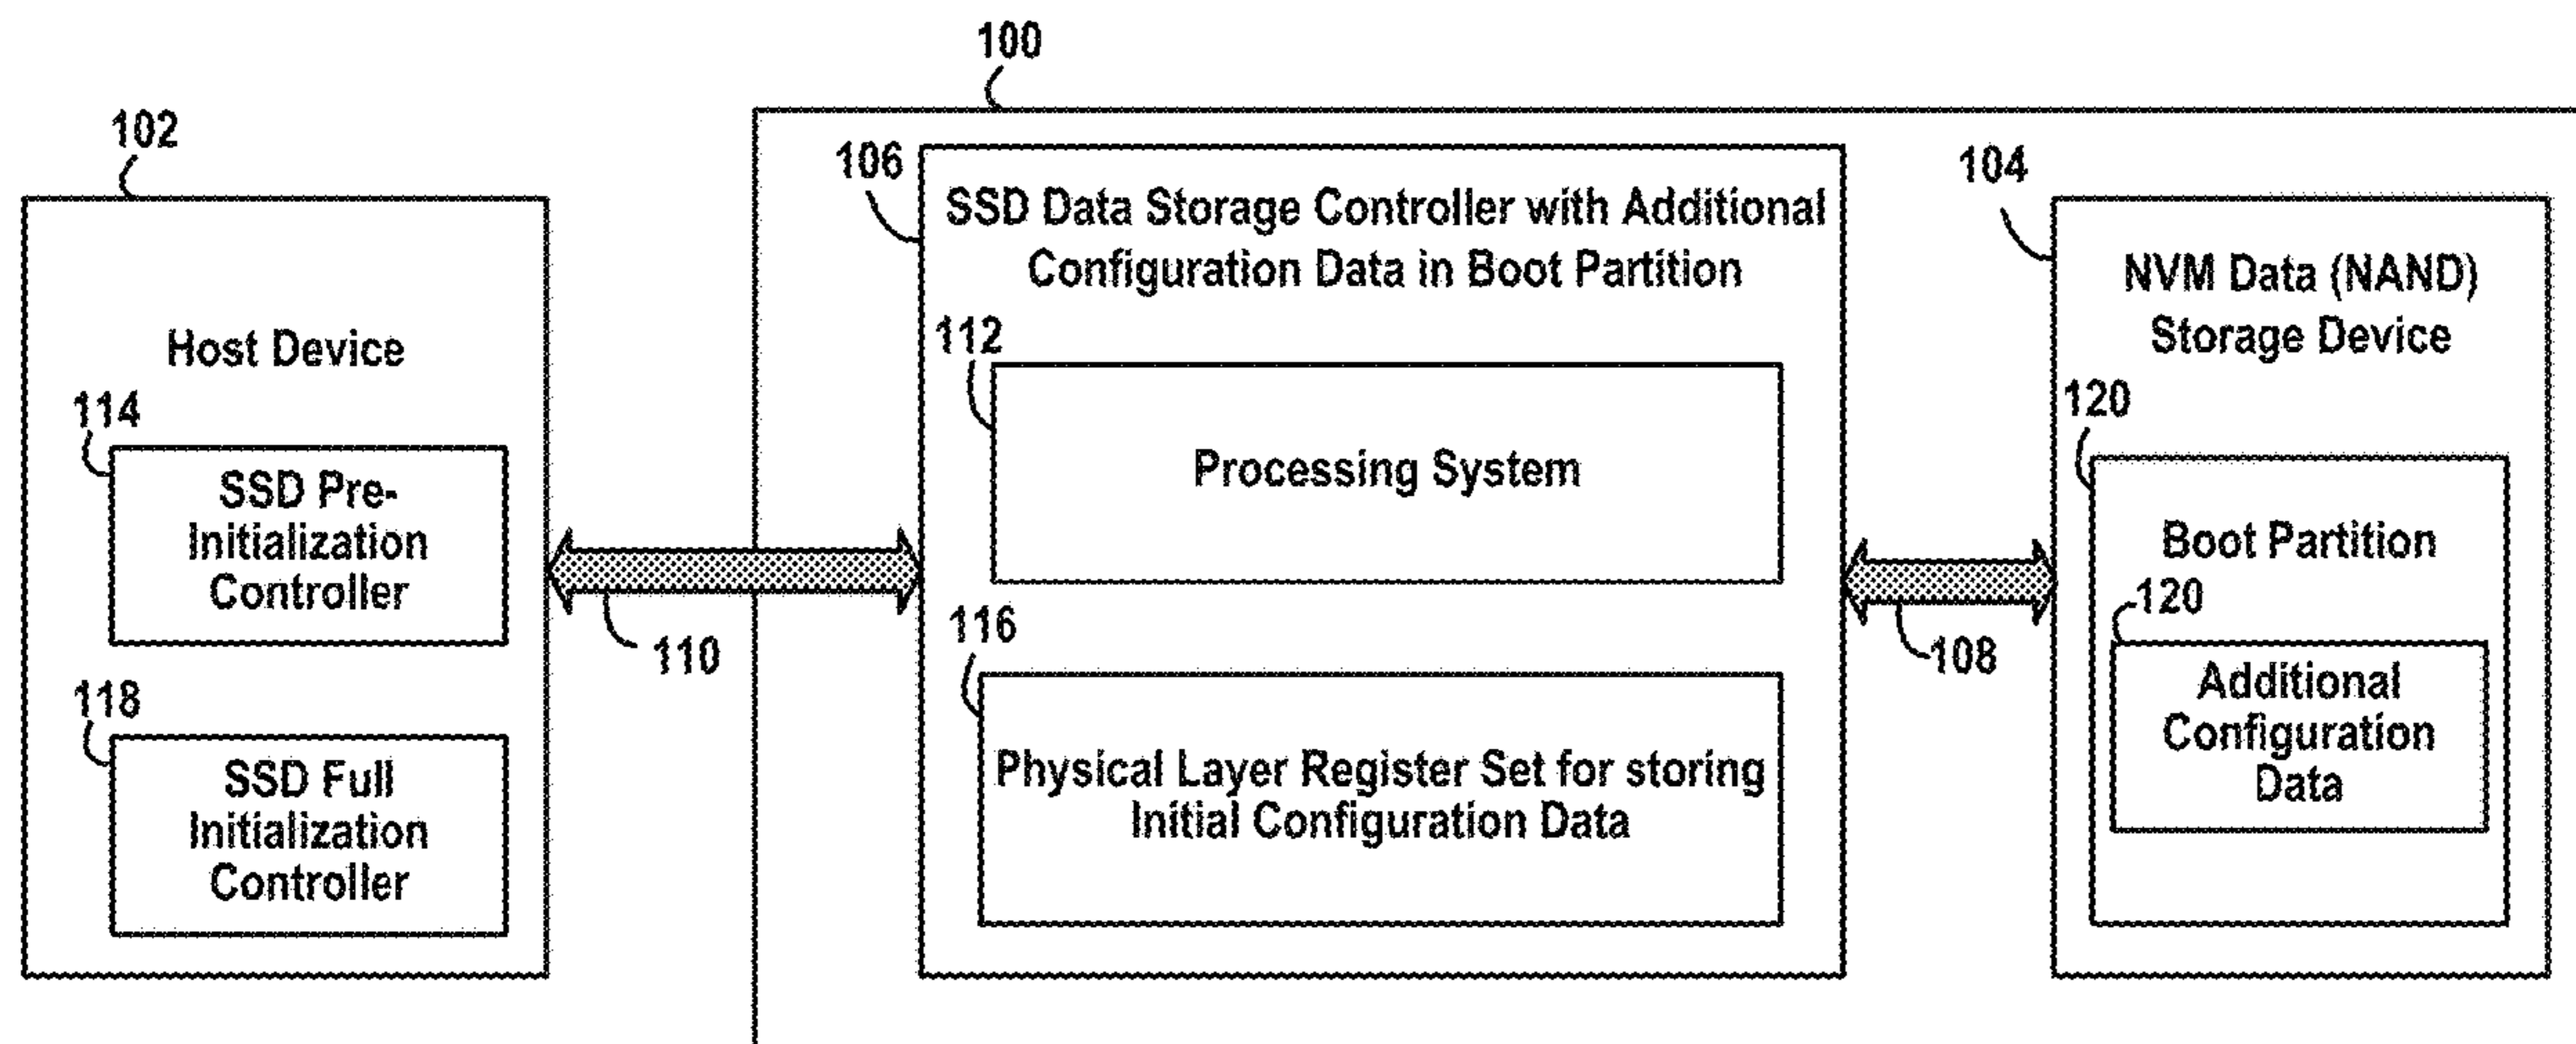 100
102
Host Device
114
SSD Pre-
Initialization
Controller
118
SSD Full
Initialization
Controller
110
106
SSD Data Storage Controller with Additional
Configuration Data in Boot Partition
112
Processing System
116
Physical Layer Register Set for storing
Initial Configuration Data
108
104
NVM Data (NAND)
Storage Device
120
Boot Partition
120
Additional
Configuration
Data